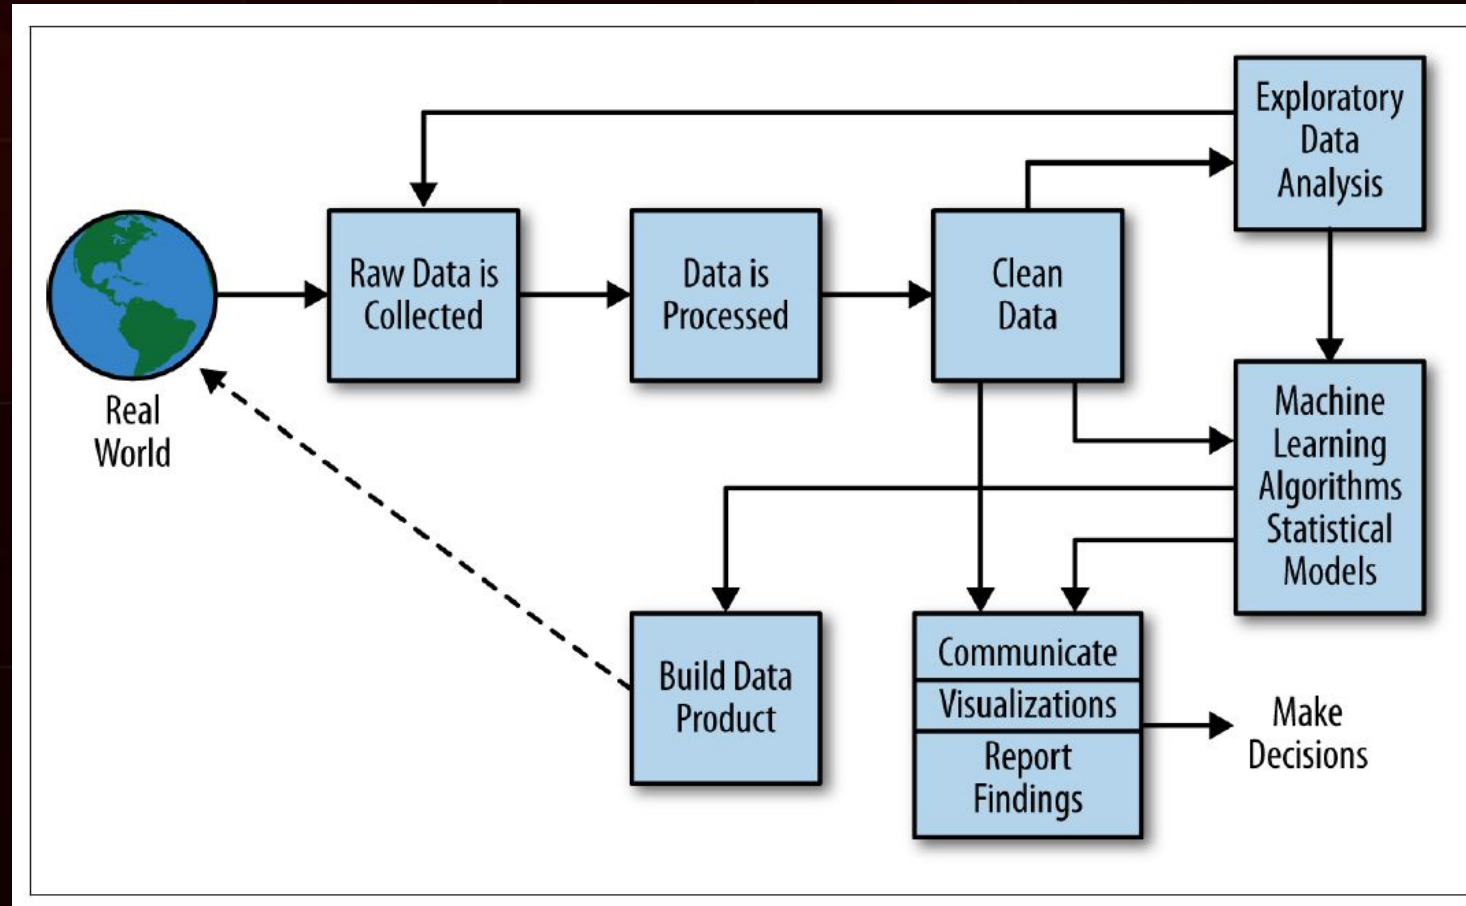 Exploratory
Data
Analysis
Raw Data is
Collected
Data is
Processed
Clean
Data
Real
World
Machine
Learning
Algorithms
Statistical
Models
Build Data
Product
Communicate
Visualizations
Report
Findings
Make
Decisions